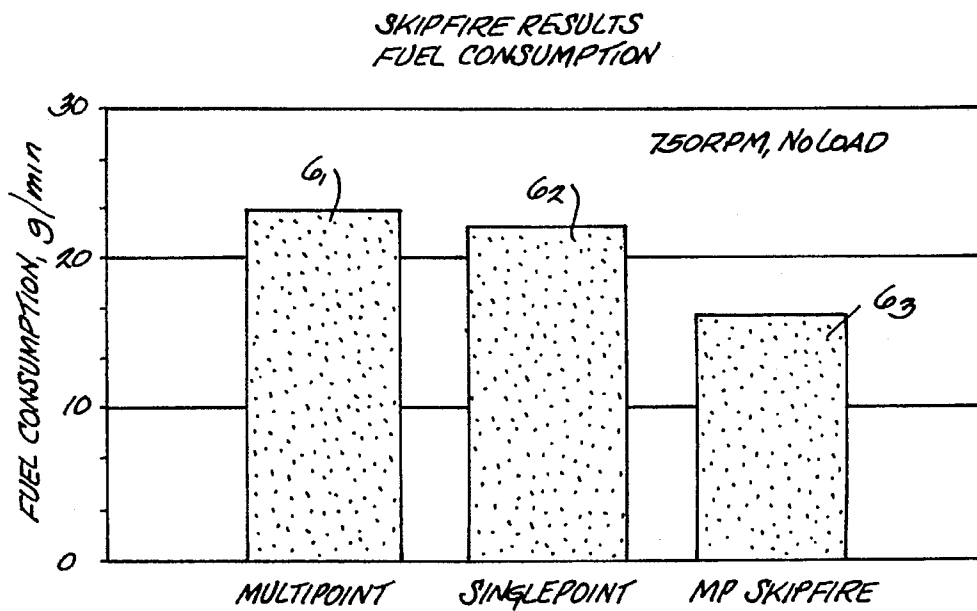 SKIPFIRE RESULTS
FUEL CONSUMPTION
FUEL CONSUMPTION, g/min
30
20
10
0
750RPM, NO LOAD
61
62
63
MULTIPOINT
SINGLEPOINT
MP SKIPFIRE